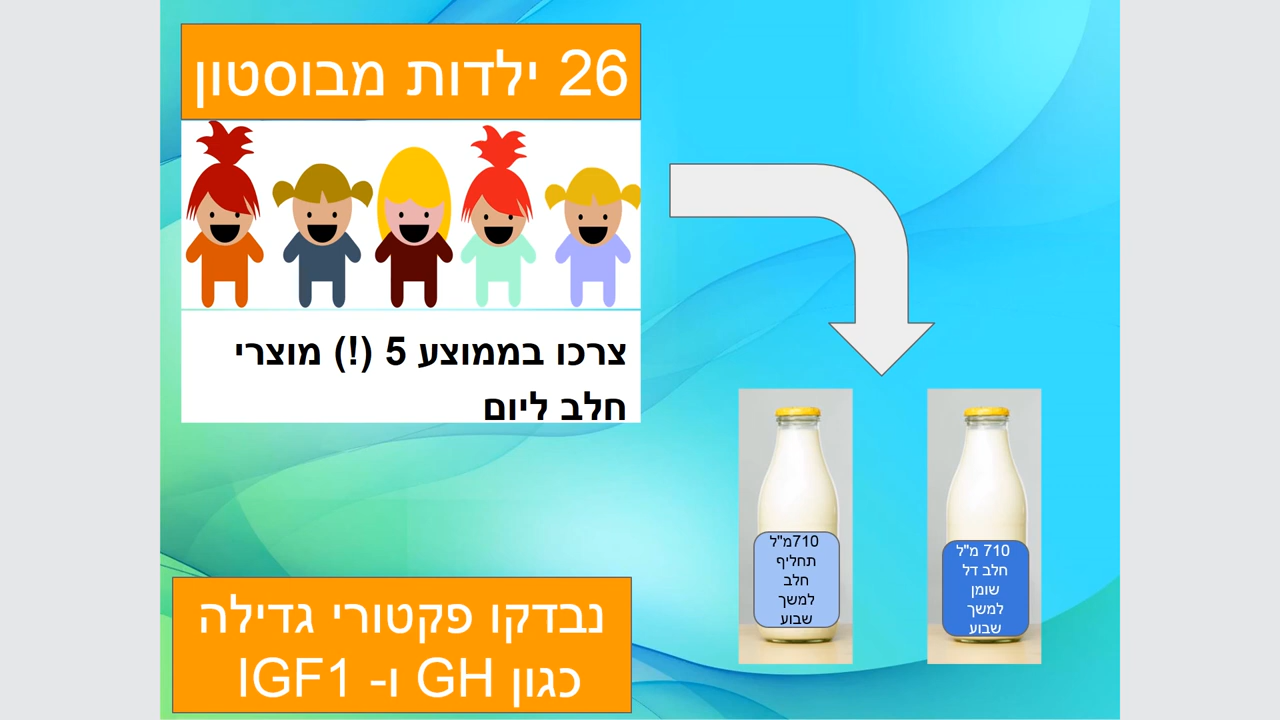 26 ילדות מבוסטון
צרכו בממוצע 5 (!) מוצרי
חלב ליום
710מ"ל
תחליף
חלב
למשך
שבוע
710 מ"ל
חלב דל
שומן
למשך
שבוע
נבדקו פקטורי גדילה
כגון GH ו- IGF1